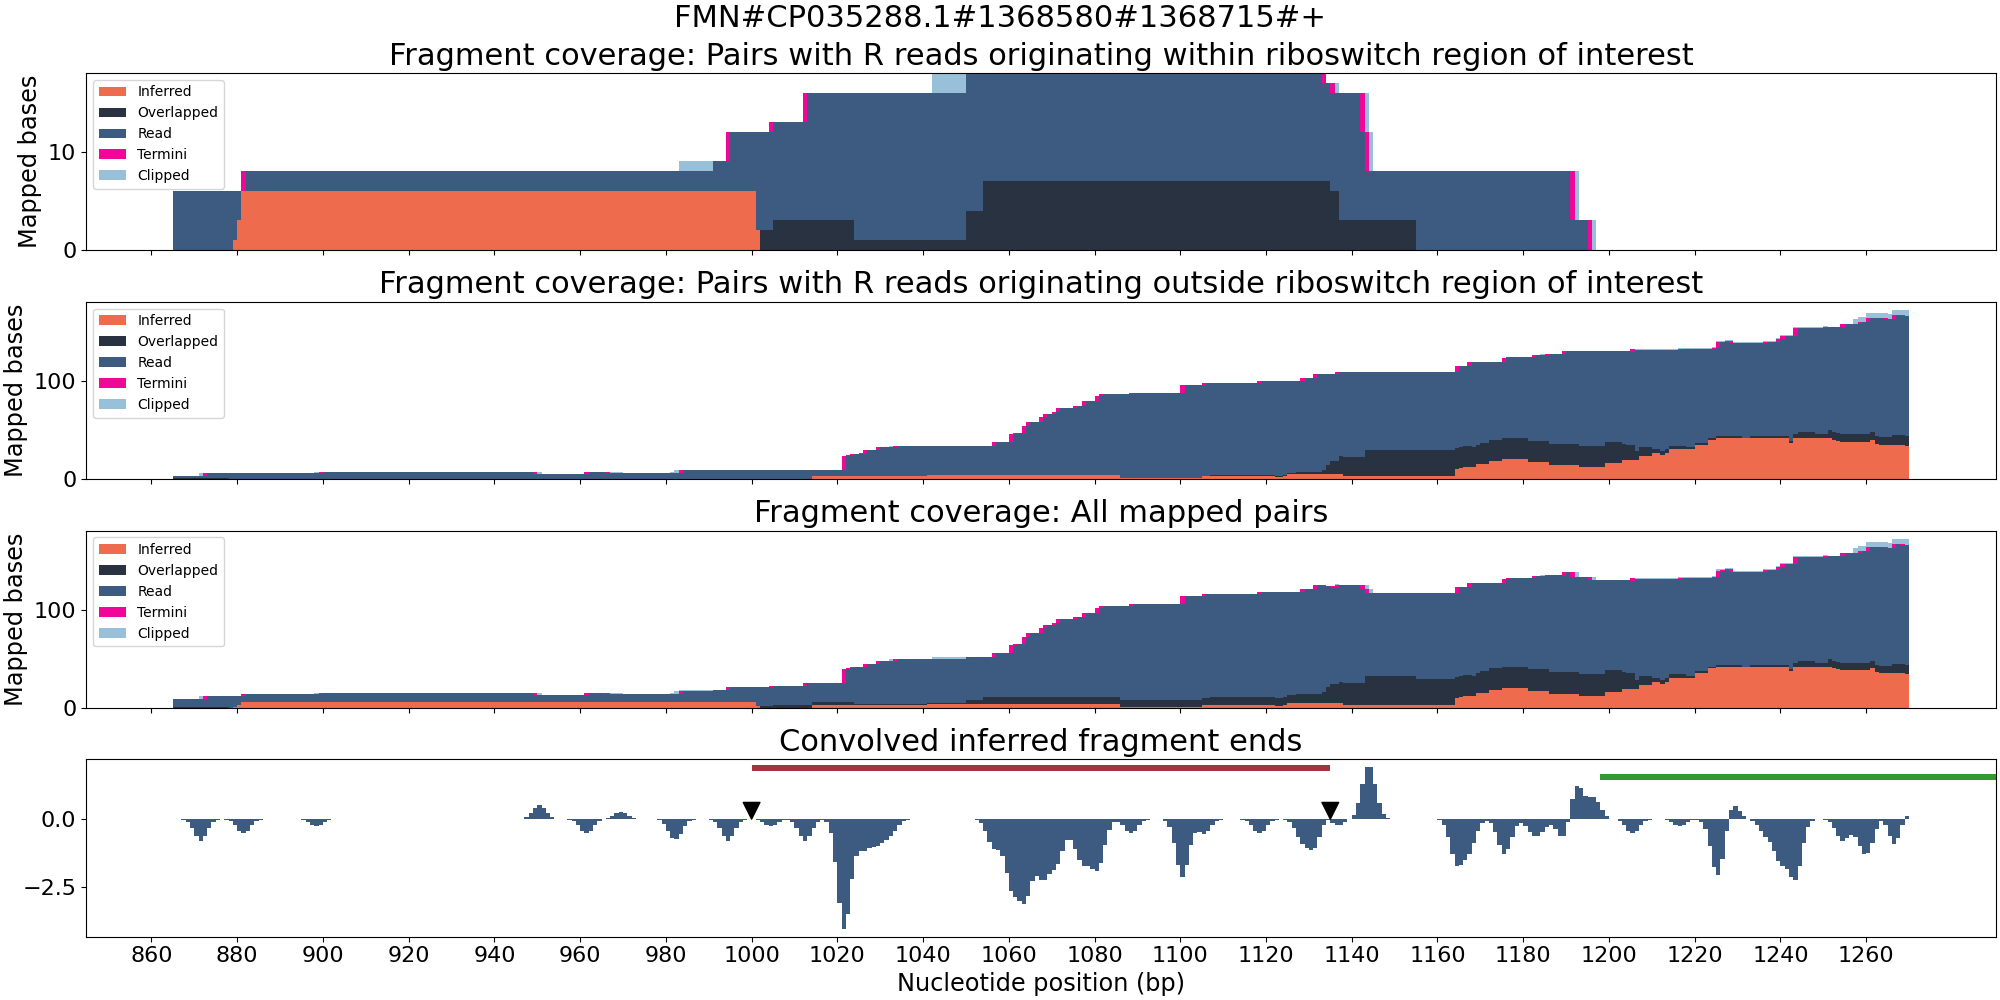 FMN#CP035288.1#1368580#1368715#+
Fragment coverage: Pairs with R reads originating within riboswitch region of interest
Mapped bases
10
0
Inferred
Overlapped
Read
Termini
Clipped
Fragment coverage: Pairs with R reads originating outside riboswitch region of interest
Mapped bases
100
0
Inferred
Overlapped
Read
Termini
Clipped
Fragment coverage: All mapped pairs
Mapped bases
100
0
Inferred
Overlapped
Read
Termini
Clipped
Convolved inferred fragment ends
0.0
−2.5
860 880 900 920 940 960 980 1000 1020 1040 1060 1080 1100 1120 1140 1160 1180 1200 1220 1240 1260
Nucleotide position (bp)